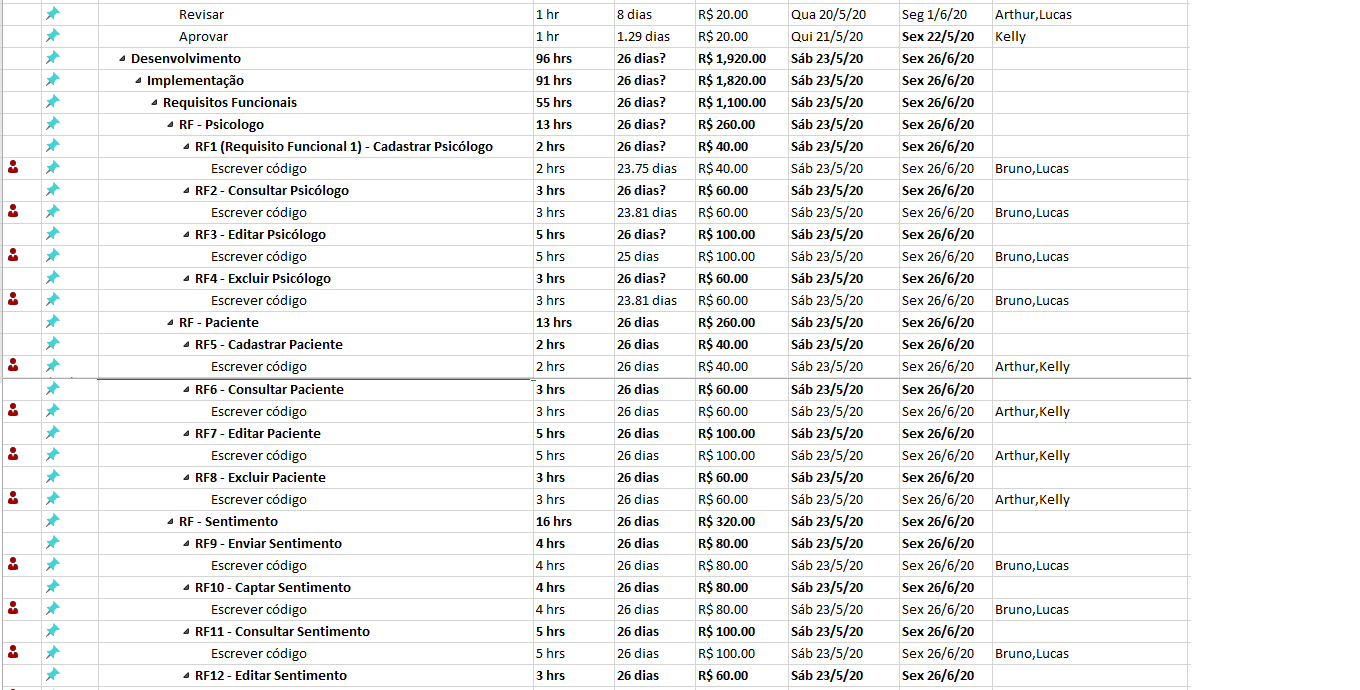 Revisar 1 hr 8 dias R$ 20.00 Qua 20/5/20 Seg 1/6/20 Arthur,Lucas
Aprovar 1 hr 1.29 dias R$ 20.00 Qui 21/5/20 Sex 22/5/20 Kelly
Desenvolvimento 96 hrs 26 dias? R$ 1,920.00 Sáb 23/5/20 Sex 26/6/20
Implementação 91 hrs 26 dias? R$ 1,820.00 Sáb 23/5/20 Sex 26/6/20
Requisitos Funcionais 55 hrs 26 dias? R$ 1,100.00 Sáb 23/5/20 Sex 26/6/20
RF - Psicologo 13 hrs 26 dias? R$ 260.00 Sáb 23/5/20 Sex 26/6/20
RF1 (Requisito Funcional 1) - Cadastrar Psicólogo 2 hrs 26 dias? R$ 40.00 Sáb 23/5/20 Sex 26/6/20
Escrever código 2 hrs 23.75 dias R$ 40.00 Sáb 23/5/20 Sex 26/6/20 Bruno,Lucas
RF2 - Consultar Psicólogo 3 hrs 26 dias? R$ 60.00 Sáb 23/5/20 Sex 26/6/20
Escrever código 3 hrs 23.81 dias R$ 60.00 Sáb 23/5/20 Sex 26/6/20 Bruno,Lucas
RF3 - Editar Psicólogo 5 hrs 26 dias? R$ 100.00 Sáb 23/5/20 Sex 26/6/20
Escrever código 5 hrs 25 dias R$ 100.00 Sáb 23/5/20 Sex 26/6/20 Bruno,Lucas
RF4 - Excluir Psicólogo 3 hrs 26 dias? R$ 60.00 Sáb 23/5/20 Sex 26/6/20
Escrever código 3 hrs 23.81 dias R$ 60.00 Sáb 23/5/20 Sex 26/6/20 Bruno,Lucas
RF - Paciente 13 hrs 26 dias R$ 260.00 Sáb 23/5/20 Sex 26/6/20
RF5 - Cadastrar Paciente 2 hrs 26 dias R$ 40.00 Sáb 23/5/20 Sex 26/6/20
Escrever código 2 hrs 26 dias R$ 40.00 Sáb 23/5/20 Sex 26/6/20 Arthur,Kelly
RF6 - Consultar Paciente 3 hrs 26 dias R$ 60.00 Sáb 23/5/20 Sex 26/6/20
Escrever código 3 hrs 26 dias R$ 60.00 Sáb 23/5/20 Sex 26/6/20 Arthur,Kelly
RF7 - Editar Paciente 5 hrs 26 dias R$ 100.00 Sáb 23/5/20 Sex 26/6/20
Escrever código 5 hrs 26 dias R$ 100.00 Sáb 23/5/20 Sex 26/6/20 Arthur,Kelly
RF8 - Excluir Paciente 3 hrs 26 dias R$ 60.00 Sáb 23/5/20 Sex 26/6/20
Escrever código 3 hrs 26 dias R$ 60.00 Sáb 23/5/20 Sex 26/6/20 Arthur,Kelly
RF - Sentimento 16 hrs 26 dias R$ 320.00 Sáb 23/5/20 Sex 26/6/20
RF9 - Enviar Sentimento 4 hrs 26 dias R$ 80.00 Sáb 23/5/20 Sex 26/6/20
Escrever código 4 hrs 26 dias R$ 80.00 Sáb 23/5/20 Sex 26/6/20 Bruno,Lucas
RF10 - Captar Sentimento 4 hrs 26 dias R$ 80.00 Sáb 23/5/20 Sex 26/6/20
Escrever código 4 hrs 26 dias R$ 80.00 Sáb 23/5/20 Sex 26/6/20 Bruno,Lucas
RF11 - Consultar Sentimento 5 hrs 26 dias R$ 100.00 Sáb 23/5/20 Sex 26/6/20
Escrever código 5 hrs 26 dias R$ 100.00 Sáb 23/5/20 Sex 26/6/20 Bruno,Lucas
RF12 - Editar Sentimento 3 hrs 26 dias R$ 60.00 Sáb 23/5/20 Sex 26/6/20